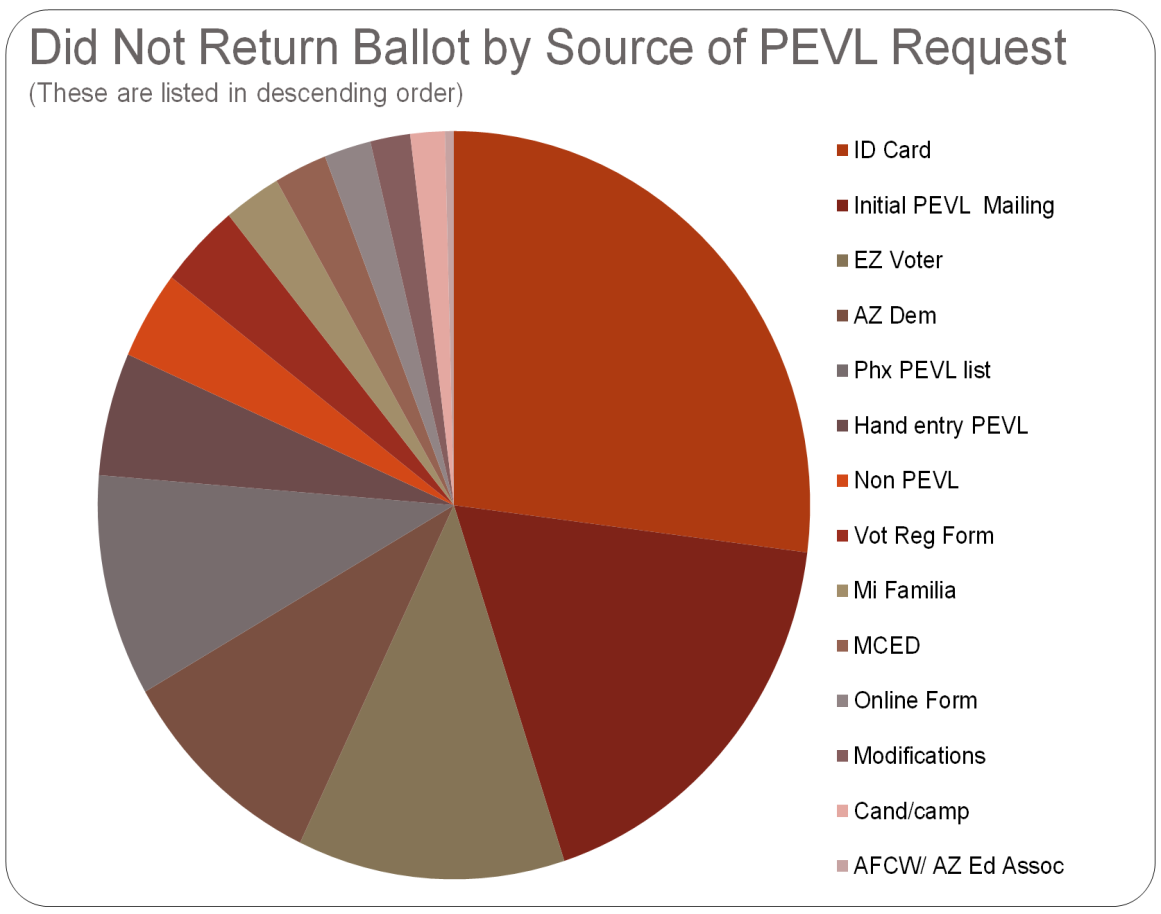 Did Not Return Ballot by Source of PEVL Request
(These are listed in descending order)
ID Card
Initial PEVL  Mailing
EZ Voter
AZ Dem
Phx PEVL list
Hand entry PEVL
Non PEVL
Vot Reg Form
Mi Familia
MCED
Online Form
Modifications
Cand/camp
AFCW/ AZ Ed Assoc